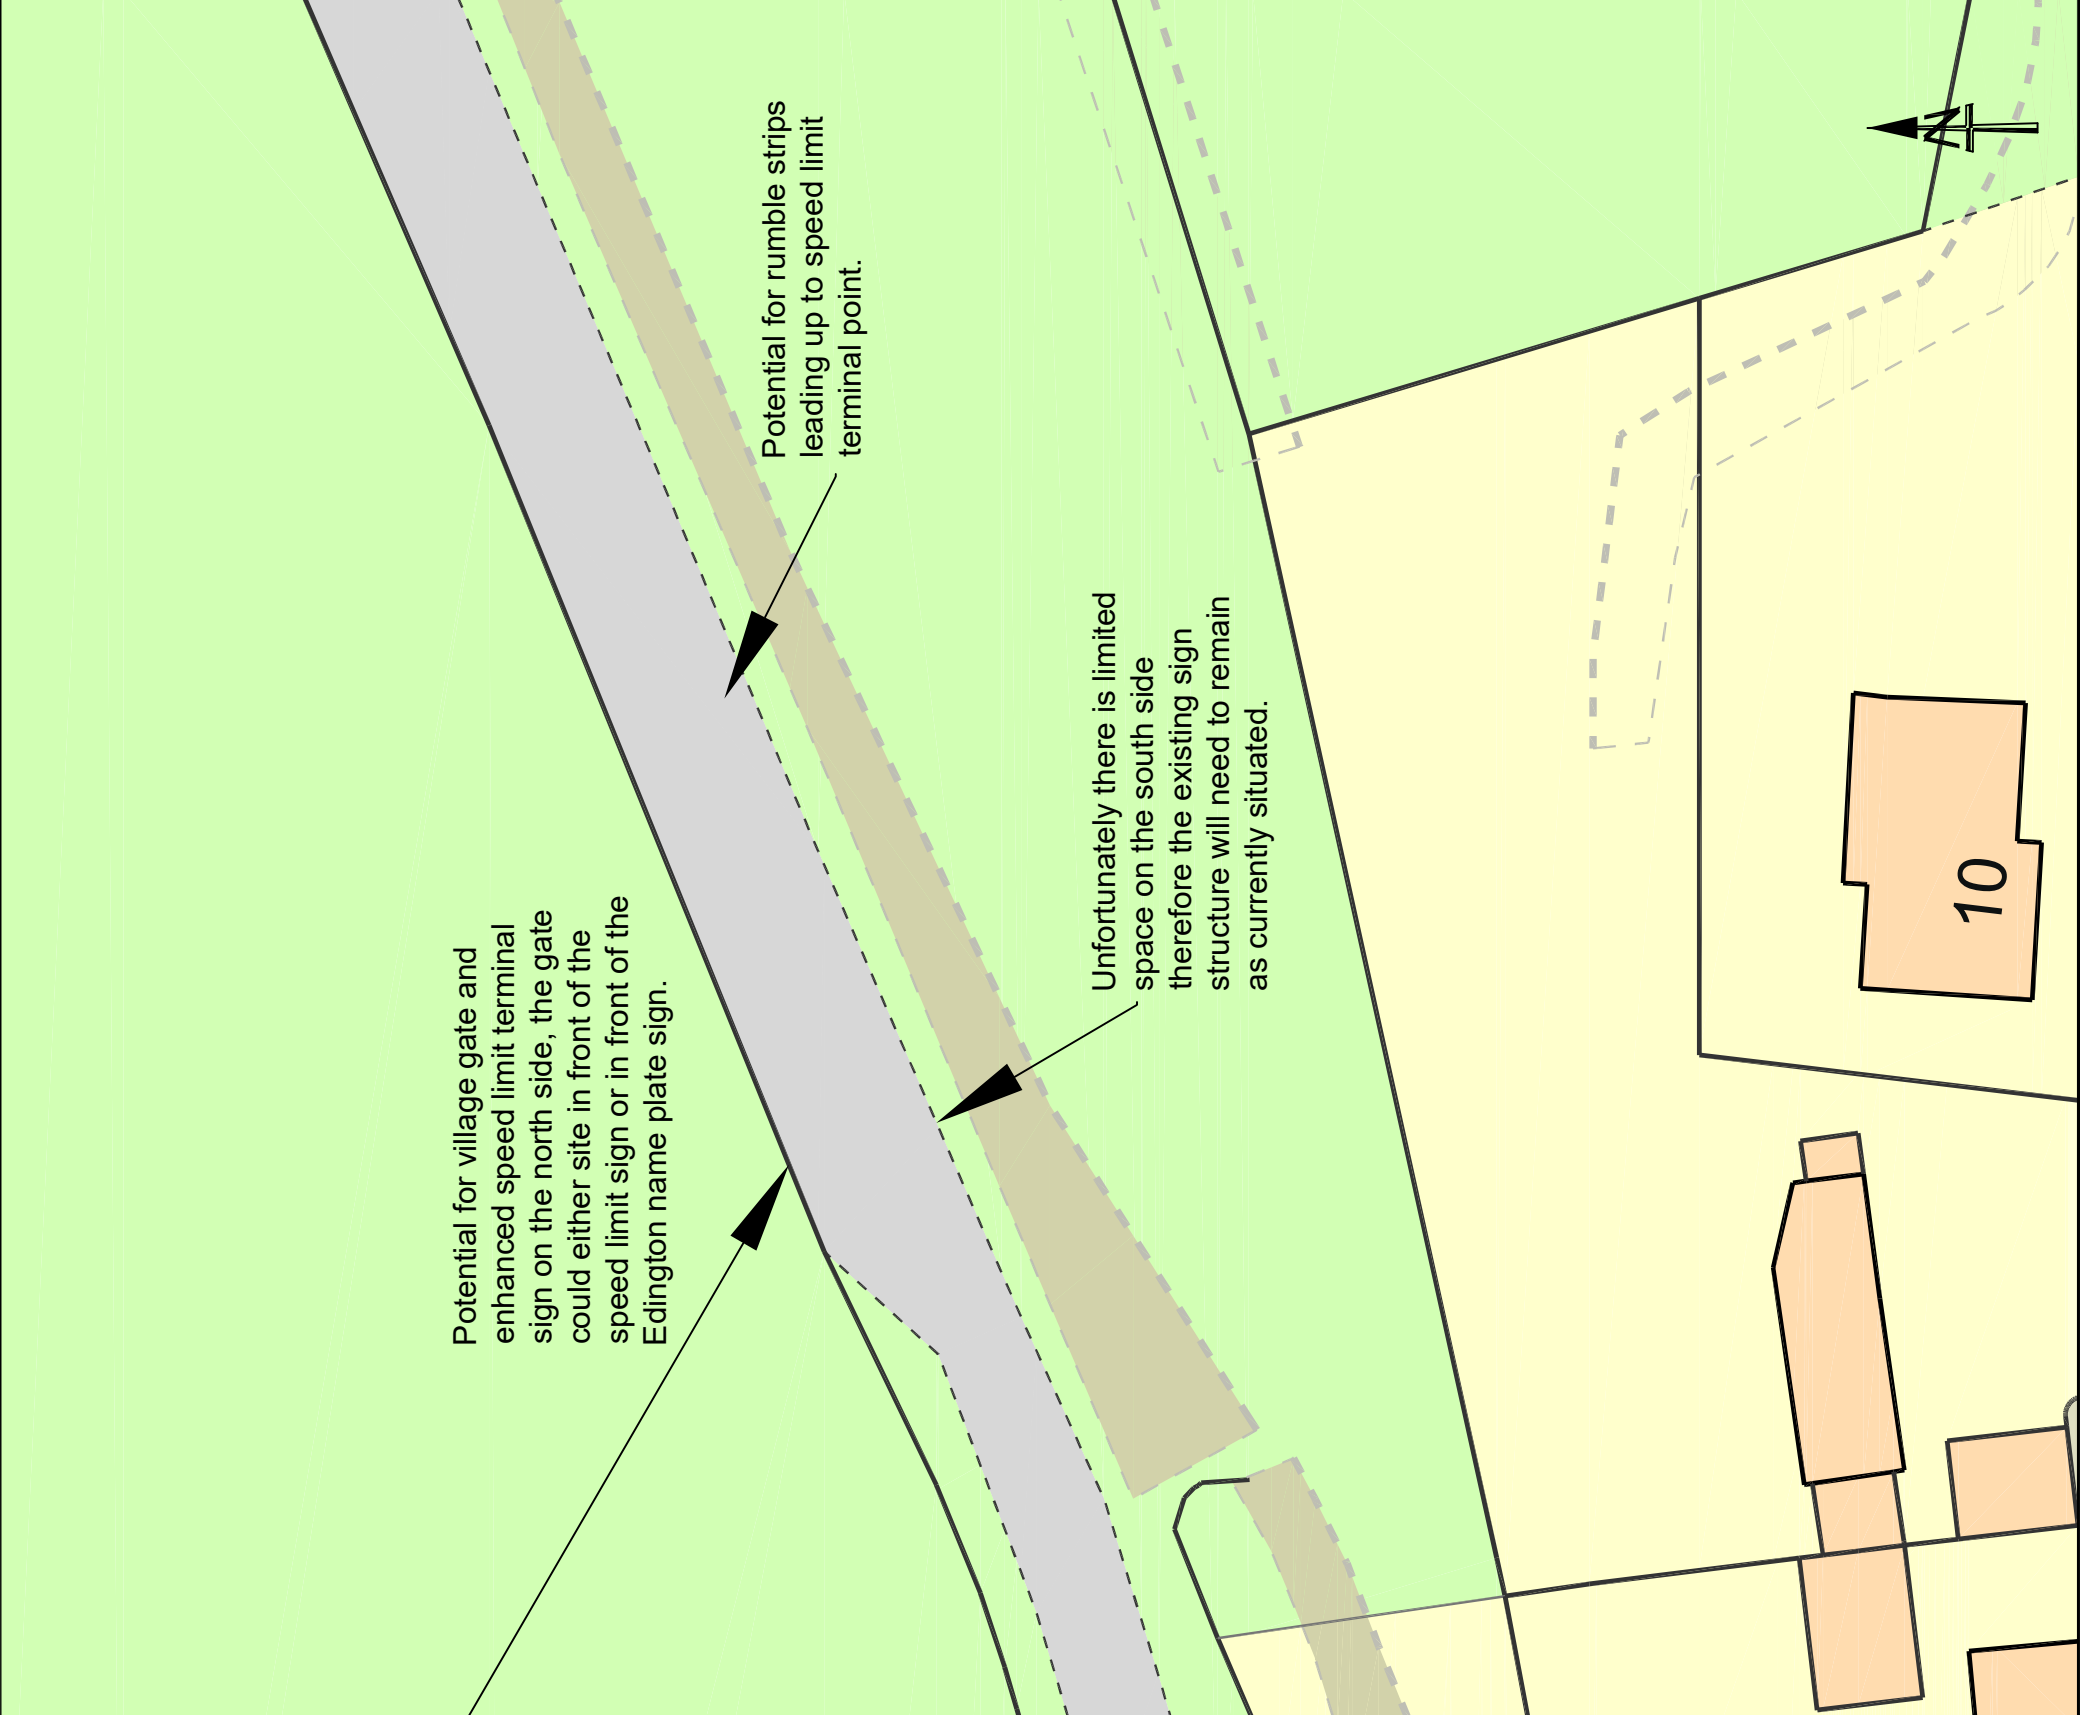 Potential for village gate and
enhanced speed limit terminal
sign on the north side, the gate
could either site in front of the
speed limit sign or in front of the
Edington name plate sign.
Potential for rumble strips
leading up to speed limit
terminal point.
Unfortunately there is limited
space on the south side
therefore the existing sign
structure will need to remain
as currently situated.
N
10